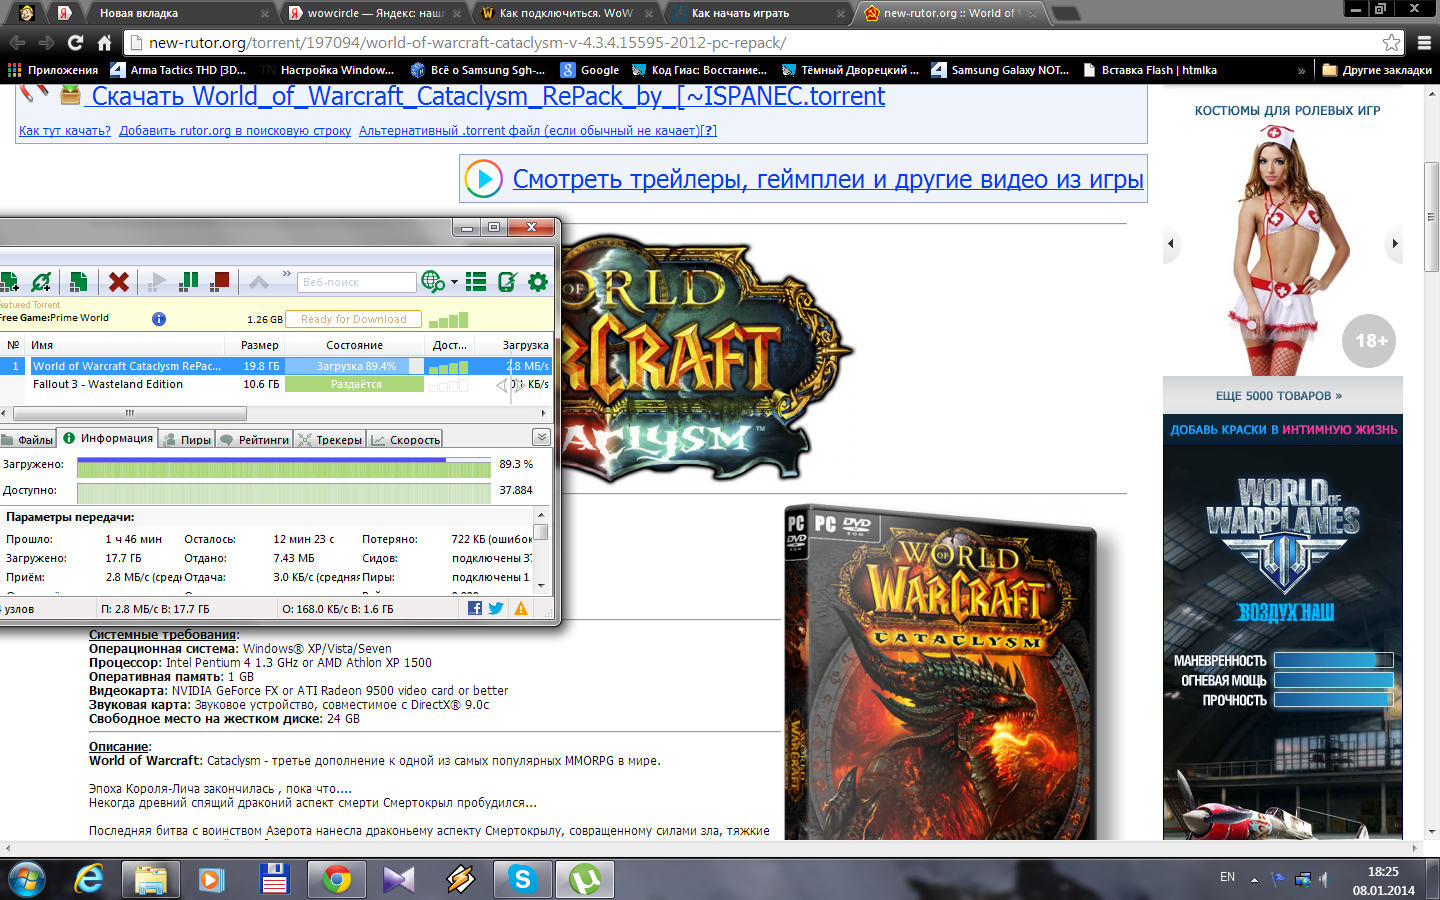 Новая вкладка
wowcircle — Яндекс: наш
Как подключиться. WoW
Как начать играть
new-rutor.org :: World of
new-rutor.org/torrent/197094/world-of-warcraft-cataclysm-v-4.3.4.15595-2012-pc-repack/
Приложения
Arma Tactics THD [3D...
Настройка Window...
Всё о Samsung Sgh-...
Google
Код Гиас: Восстание...
Тёмный Дворецкий ...
Samsung Galaxy NOT...
Вставка Flash | htmlka
»
Другие закладки
Скачать World_of_Warcraft_Cataclysm_RePack_by_[~ISPANEC.torrent
Как тут качать? Добавить rutor.org в поисковую строку Альтернативный .torrent файл (если обычный не качает)[?]
Смотреть трейлеры, геймплеи и другие видео из игры
»
Веб-поиск
Featured Torrent
Free Game:Prime World
1.26 GB
Ready for Download
№ Имя Размер Состояние Дост... Загрузка
1 World of Warcraft Cataclysm RePac... 19.8 ГБ Загрузка 89.4% 2.8 МБ/s
Fallout 3 - Wasteland Edition 10.6 ГБ Раздаётся КБ/s
Файлы Информация Пиры Рейтинги Трекеры Скорость
Загружено: 89.3 %
Доступно: 37.884
Параметры передачи:
Прошло: 1 ч 46 мин Осталось: 12 мин 23 с Потеряно: 722 КБ (ошибок
Загружено: 17.7 ГБ Отдано: 7.43 МБ Сидов: подключены
Приём: 2.8 МБ/с (средн Отдача: 3.0 КБ/с (средняя Пиры: подключены 1
узлов
П: 2.8 МБ/с В: 17.7 ГБ
О: 168.0 КБ/с В: 1.6 ГБ
WORLD
OF
WARCRAFT
CATACLYSM
TM
Системные требования:
Операционная система: Windows® XP/Vista/Seven
Процессор: Intel Pentium 4 1.3 GHz or AMD Athlon XP 1500
Оперативная память: 1 GB
Видеокарта: NVIDIA GeForce FX or ATI Radeon 9500 video card or better
Звуковая карта: Звуковое устройство, совместимое с DirectX® 9.0c
Свободное место на жестком диске: 24 GB
Описание:
World of Warcraft: Cataclysm - третье дополнение к одной из самых популярных MMORPG в мире.
Эпоха Короля-Лича закончилась , пока что....
Некогда древний спящий драконий аспект смерти Смертокрыл пробудился...
Последняя битва с воинством Азерота нанесла драконьему аспекту Смертокрылу, совращенному силами зла, тяжкие
PC
DVD
ROM
PC
DVD
ROM
WORLD
OF
WARCRAFT
CATACLYSM
WARCRAFT
КОСТЮМЫ ДЛЯ РОЛЕВЫХ ИГР
18+
ЕЩЕ 5000 ТОВАРОВ »
ДОБАВЬ КРАСКИ В ИНТИМНУЮ ЖИЗНЬ
WORLD
OF
WARPLANES
ВОЗДУХ НАШ
МАНЕВРЕННОСТЬ
ОГНЕВАЯ МОЩЬ
ПРОЧНОСТЬ
EN
18:25
08.01.2014